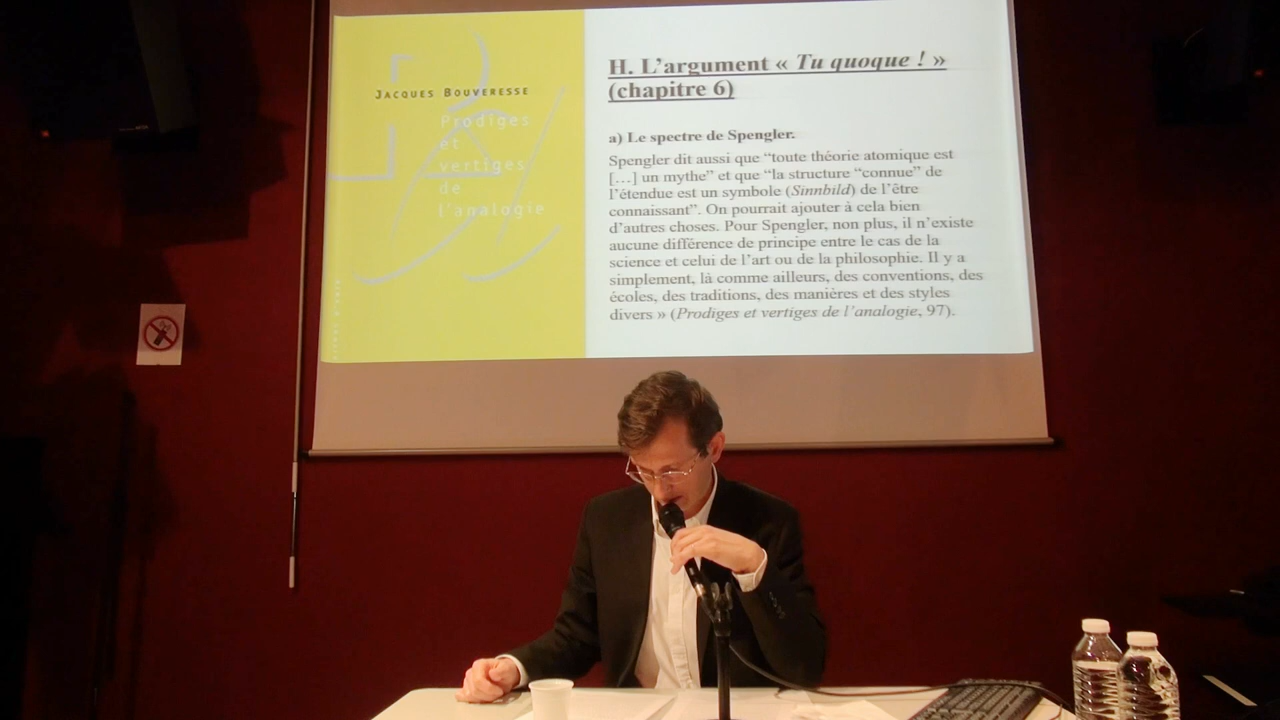 JACQUES BOUVERESSE
Prodiges
et
vertiges
de
l'analogie
H. L'argument « Tu quoque ! »
(chapitre 6)
a) Le spectre de Spengler.
Spengler dit aussi que “toute théorie atomique est
[…] un mythe” et que “la structure “connue” de
l'étendue est un symbole (Sinnbild) de l'être
connaissant”. On pourrait ajouter à cela bien
d'autres choses. Pour Spengler, non plus, il n'existe
aucune différence de principe entre le cas de la
science et celui de l'art ou de la philosophie. Il y a
simplement, là comme ailleurs, des conventions, des
écoles, des traditions, des manières et des styles
divers » (Prodiges et vertiges de l'analogie, 97).